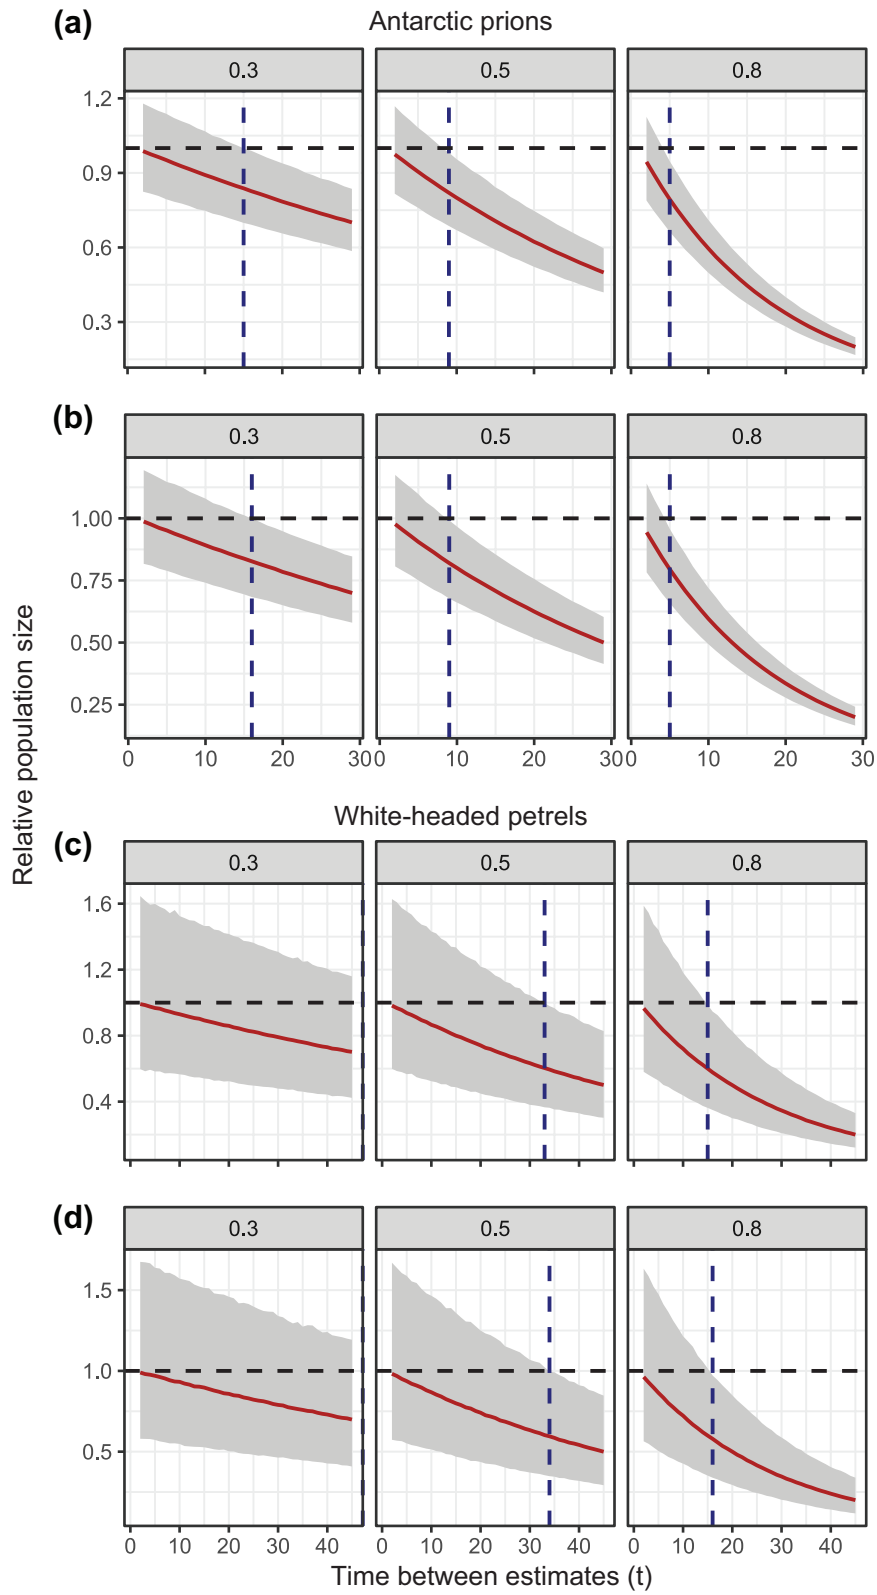 (a) Antarctic prions
0.3 0.5 0.8
1.2
0.9
0.6
0.3
(b)
0.3 0.5 0.8
1.00
0.75
0.50
0.25
0 10 20 30 0 10 20 30 0 10 20 30
Relative population size
White-headed petrels
(c)
0.3 0.5 0.8
1.6
1.2
0.8
0.4
(d)
0.3 0.5 0.8
1.5
1.0
0.5
0 10 20 30 40 0 10 20 30 40 0 10 20 30 40
Time between estimates (t)